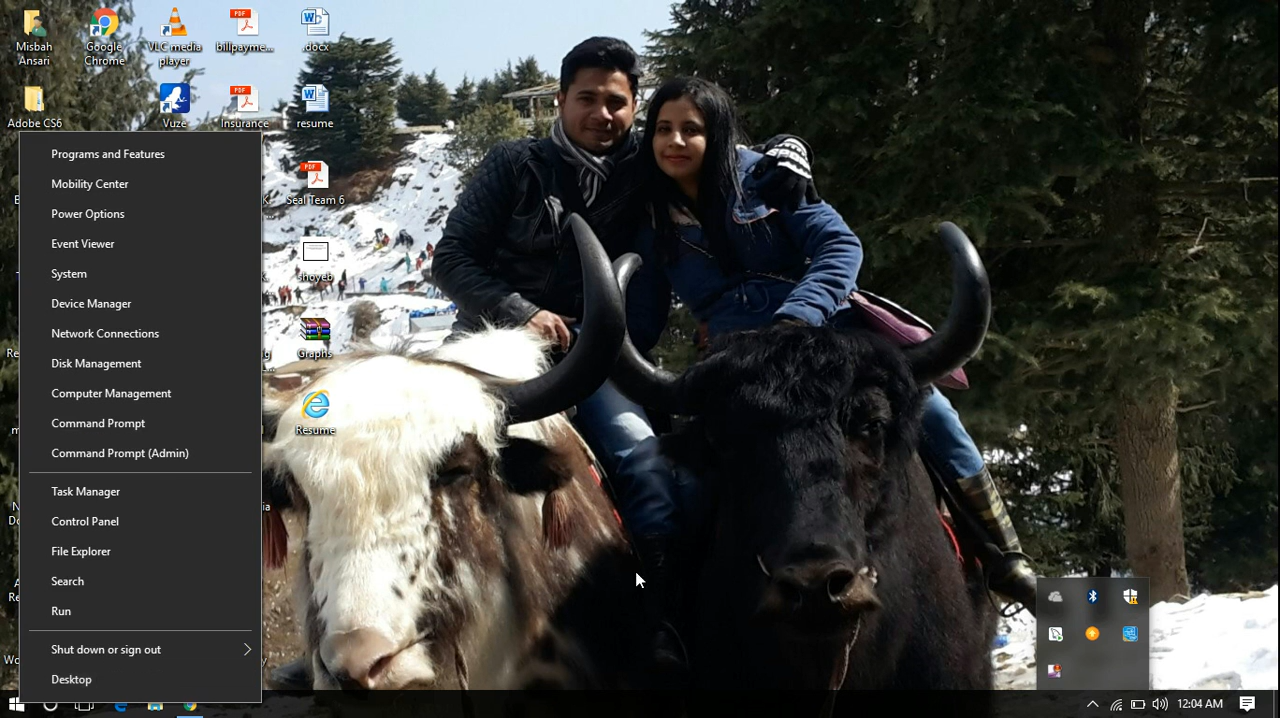 Misbah
Ansari
Google
Chrome
VLC media
player
billpayme...
.docx
Adobe CS6
Vuze
Insurance
resume
Seal Team 6
shoyeb
Graphs
Resume
Programs and Features
Mobility Center
Power Options
Event Viewer
System
Device Manager
Network Connections
Disk Management
Computer Management
Command Prompt
Command Prompt (Admin)
Task Manager
Control Panel
File Explorer
Search
Run
Shut down or sign out
Desktop
12:04 AM